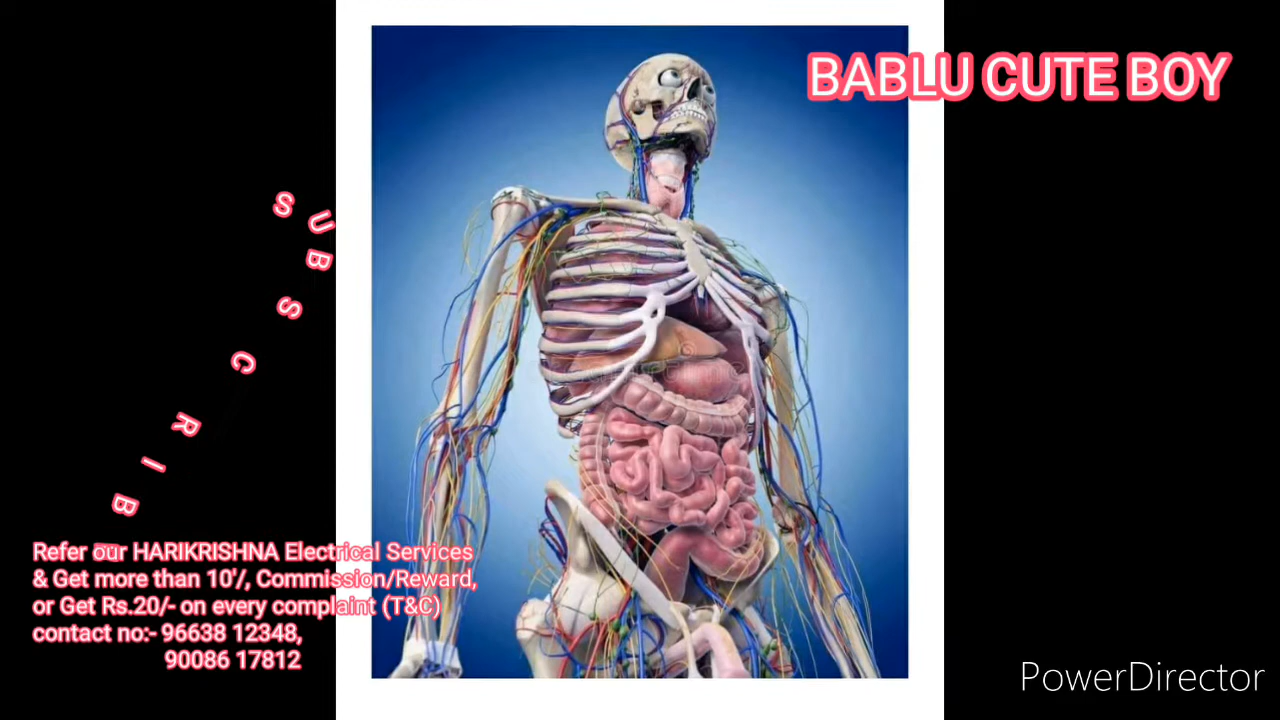 BABLU CUTE BOY
S U B S C R I B
Refer our HARIKRISHNA Electrical Services
& Get more than 10'/, Commission/Reward,
or Get Rs.20/- on every complaint (T&C)
contact no:- 96638 12348,
90086 17812
PowerDirector